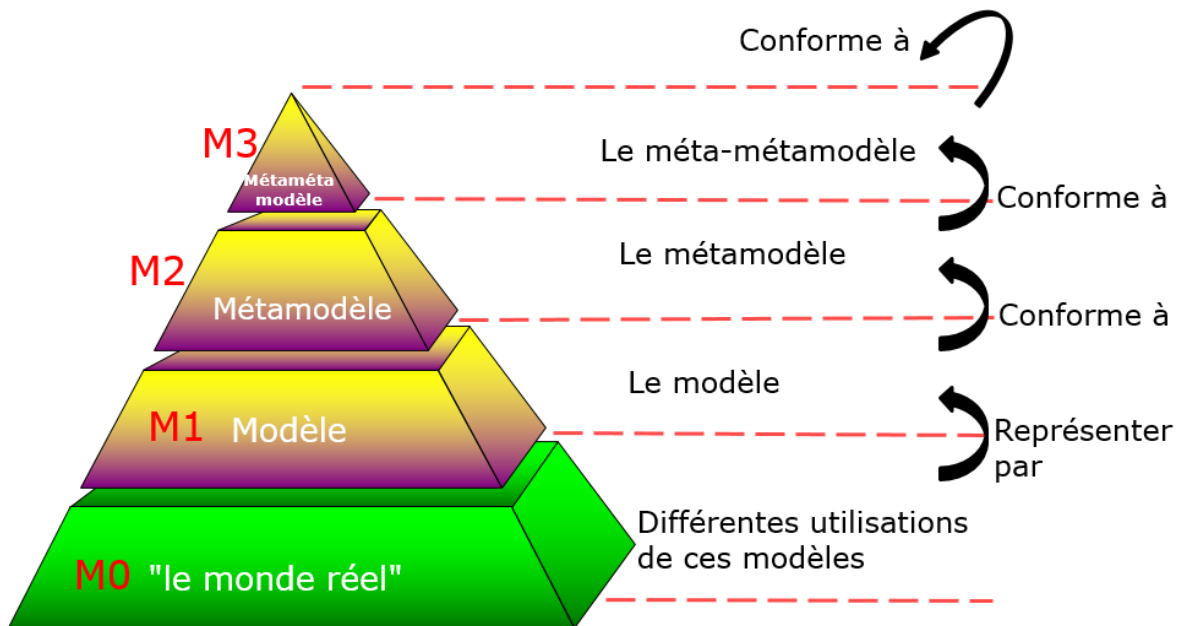 Conforme à
M3
Métaméta
modèle
Le méta-métamodèle
Conforme à
M2
Métamodèle
Le métamodèle
Conforme à
M1 Modèle
Le modèle
Représenter
par
M0 "le monde réel"
Différentes utilisations
de ces modèles